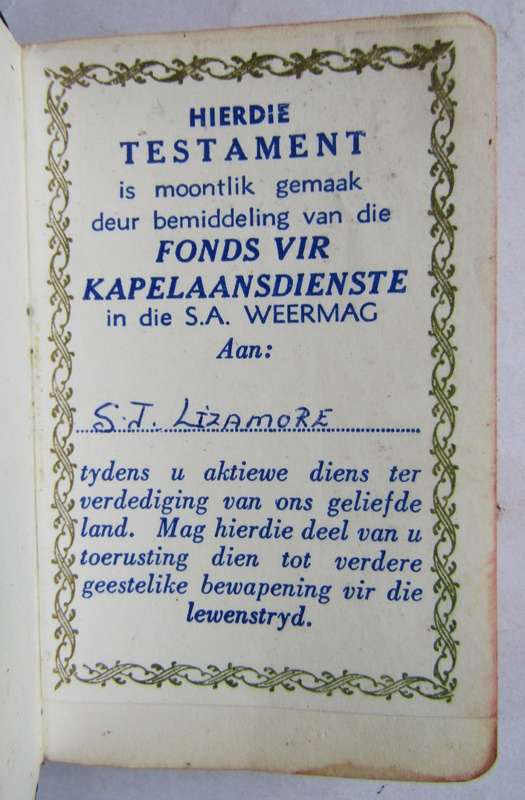 HIERDIE
TESTAMENT
is moontlik gemaak
deur bemiddeling van die
FONDS VIR
KAPELAANSDIENSTE
in die S.A. WEERMAG
Aan:
S.J. LIZAMORE
tydens u aktiewe diens ter
verdediging van ons geliefde
land. Mag hierdie deel van u
toerusting dien tot verdere
geestelike bewapening vir die
lewenstryd.